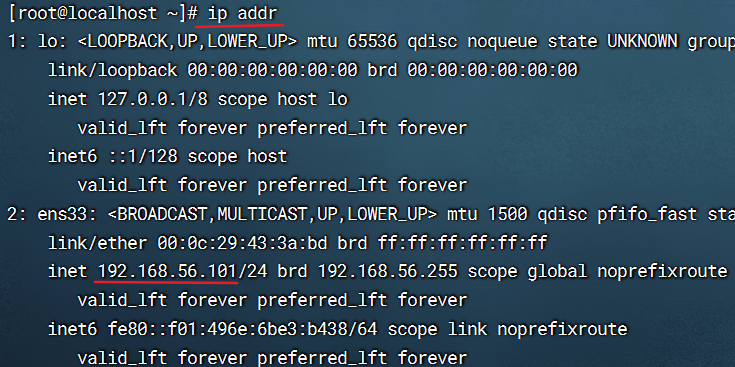 [root@localhost ~]# ip addr
1: lo: <LOOPBACK,UP,LOWER_UP> mtu 65536 qdisc noqueue state UNKNOWN group
link/loopback 00:00:00:00:00:00 brd 00:00:00:00:00:00
inet 127.0.0.1/8 scope host lo
valid_lft forever preferred_lft forever
inet6 ::1/128 scope host
valid_lft forever preferred_lft forever
2: ens33: <BROADCAST,MULTICAST,UP,LOWER_UP> mtu 1500 qdisc pfifo_fast sta
link/ether 00:0c:29:43:3a:bd brd ff:ff:ff:ff:ff:ff
inet 192.168.56.101/24 brd 192.168.56.255 scope global noprefixroute
valid_lft forever preferred_lft forever
inet6 fe80::f01:496e:6be3:b438/64 scope link noprefixroute
valid_lft forever preferred_lft forever